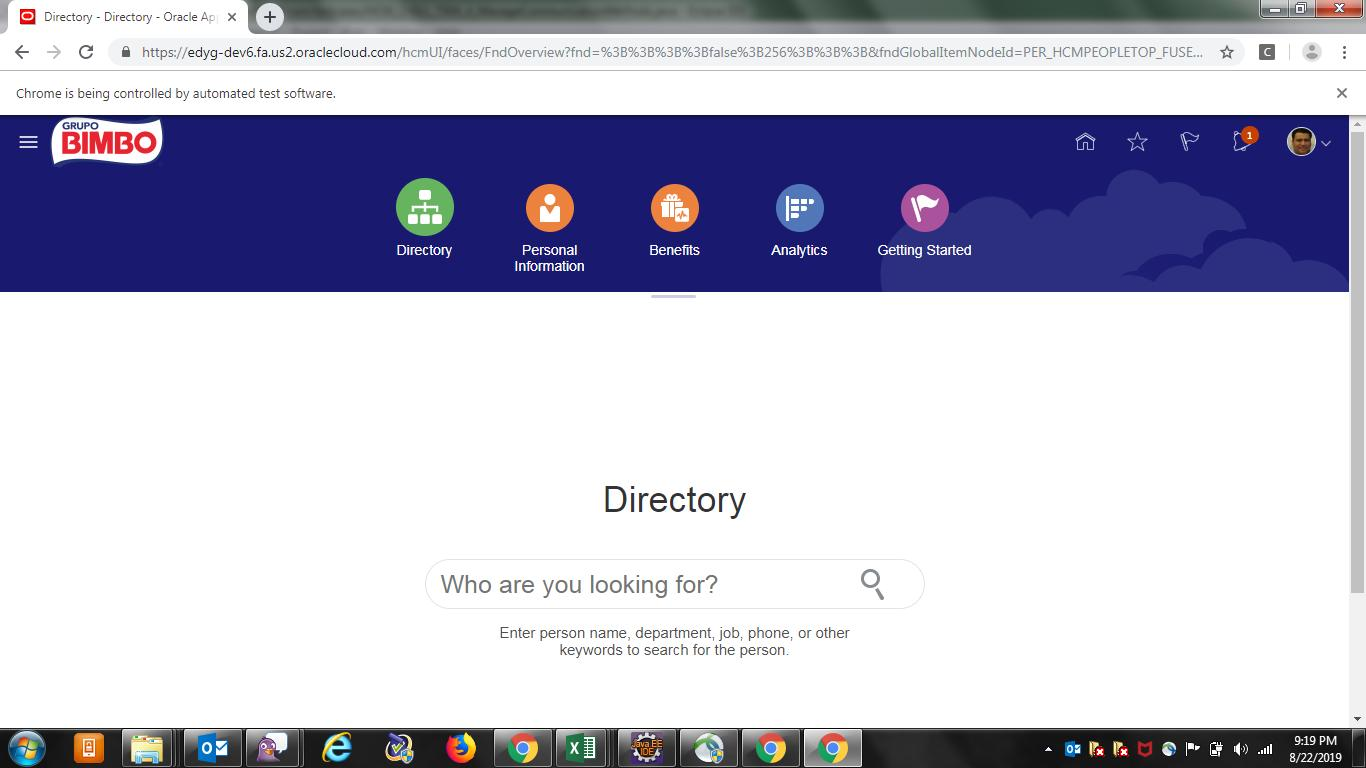 Directory - Directory - Oracle Ap
https://edyg-dev6.fa.us2.oraclecloud.com/hcmUI/faces/FndOverview?fnd=%3B%3B%3B%3Bfalse%3B256%3B%3B%3B&fndGlobalItemNodeId=PER_HCMPEOPLETOP_FUSE...
C
Chrome is being controlled by automated test software.
GRUPO
BIMBO
1
Directory
Personal
Information
Benefits
Analytics
Getting Started
Directory
Who are you looking for?
Enter person name, department, job, phone, or other
keywords to search for the person.
Java EE
IDE
9:19 PM
8/22/2019